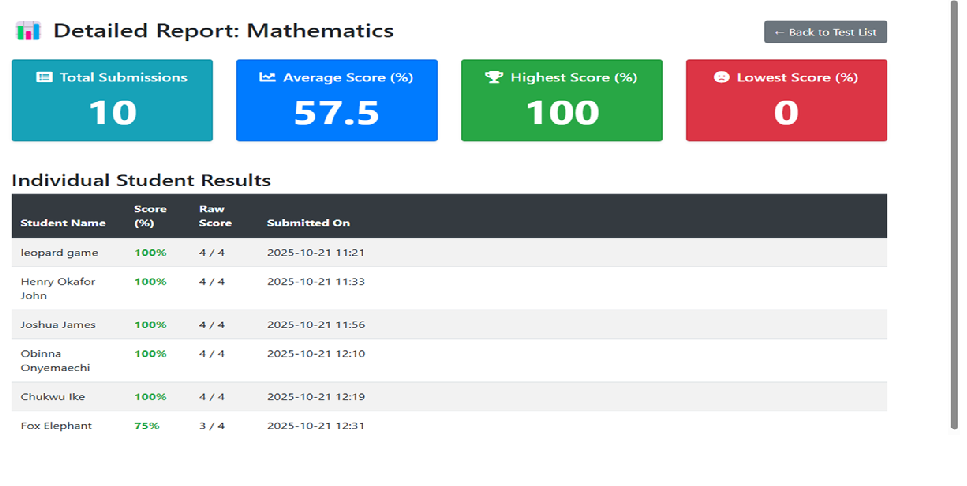 Detailed Report: Mathematics
← Back to Test List
Total Submissions
10
Average Score (%)
57.5
Highest Score (%)
100
Lowest Score (%)
0
Individual Student Results
Student Name Score (%) Raw Score Submitted On
leopard game 100% 4 / 4 2025-10-21 11:21
Henry Okafor John 100% 4 / 4 2025-10-21 11:33
Joshua James 100% 4 / 4 2025-10-21 11:56
Obinna Onyemaechi 100% 4 / 4 2025-10-21 12:10
Chukwu Ike 100% 4 / 4 2025-10-21 12:19
Fox Elephant 75% 3 / 4 2025-10-21 12:31